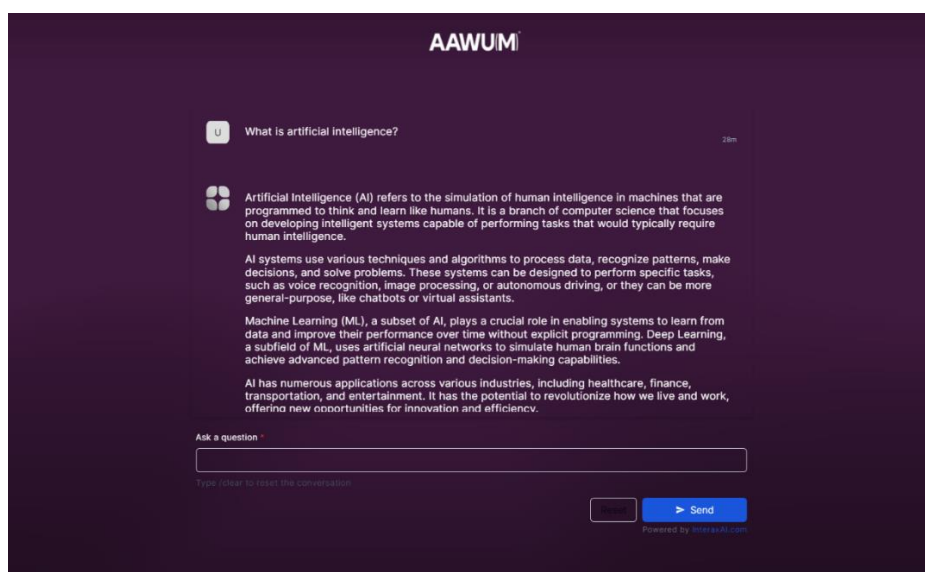 AAWUM
U
What is artificial intelligence?
28m
Artificial Intelligence (AI) refers to the simulation of human intelligence in machines that are
programmed to think and learn like humans. It is a branch of computer science that focuses
on developing intelligent systems capable of performing tasks that would typically require
human intelligence.
AI systems use various techniques and algorithms to process data, recognize patterns, make
decisions, and solve problems. These systems can be designed to perform specific tasks,
such as voice recognition, image processing, or autonomous driving, or they can be more
general-purpose, like chatbots or virtual assistants.
Machine Learning (ML), a subset of AI, plays a crucial role in enabling systems to learn from
data and improve their performance over time without explicit programming. Deep Learning,
a subfield of ML, uses artificial neural networks to simulate human brain functions and
achieve advanced pattern recognition and decision-making capabilities.
AI has numerous applications across various industries, including healthcare, finance,
transportation, and entertainment. It has the potential to revolutionize how we live and work,
offering new opportunities for innovation and efficiency.
Ask a question *
Type /clear to reset the conversation
Reset
Send
Powered by